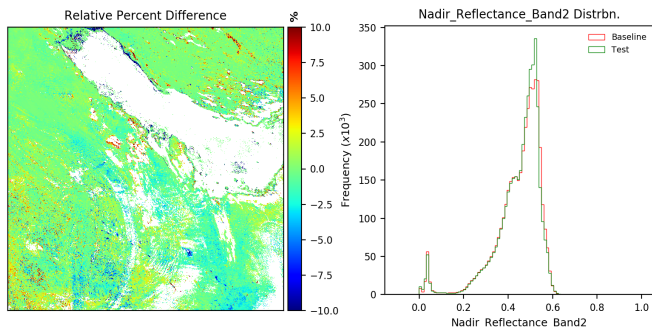 Relative Percent Difference
%
10.0
7.5
5.0
2.5
0.0
−2.5
−5.0
−7.5
−10.0
Nadir_Reflectance_Band2 Distrbn.
Baseline
Test
Frequency (x10³)
350
300
250
200
150
100
50
0
0.0 0.2 0.4 0.6 0.8 1.0
Nadir_Reflectance_Band2